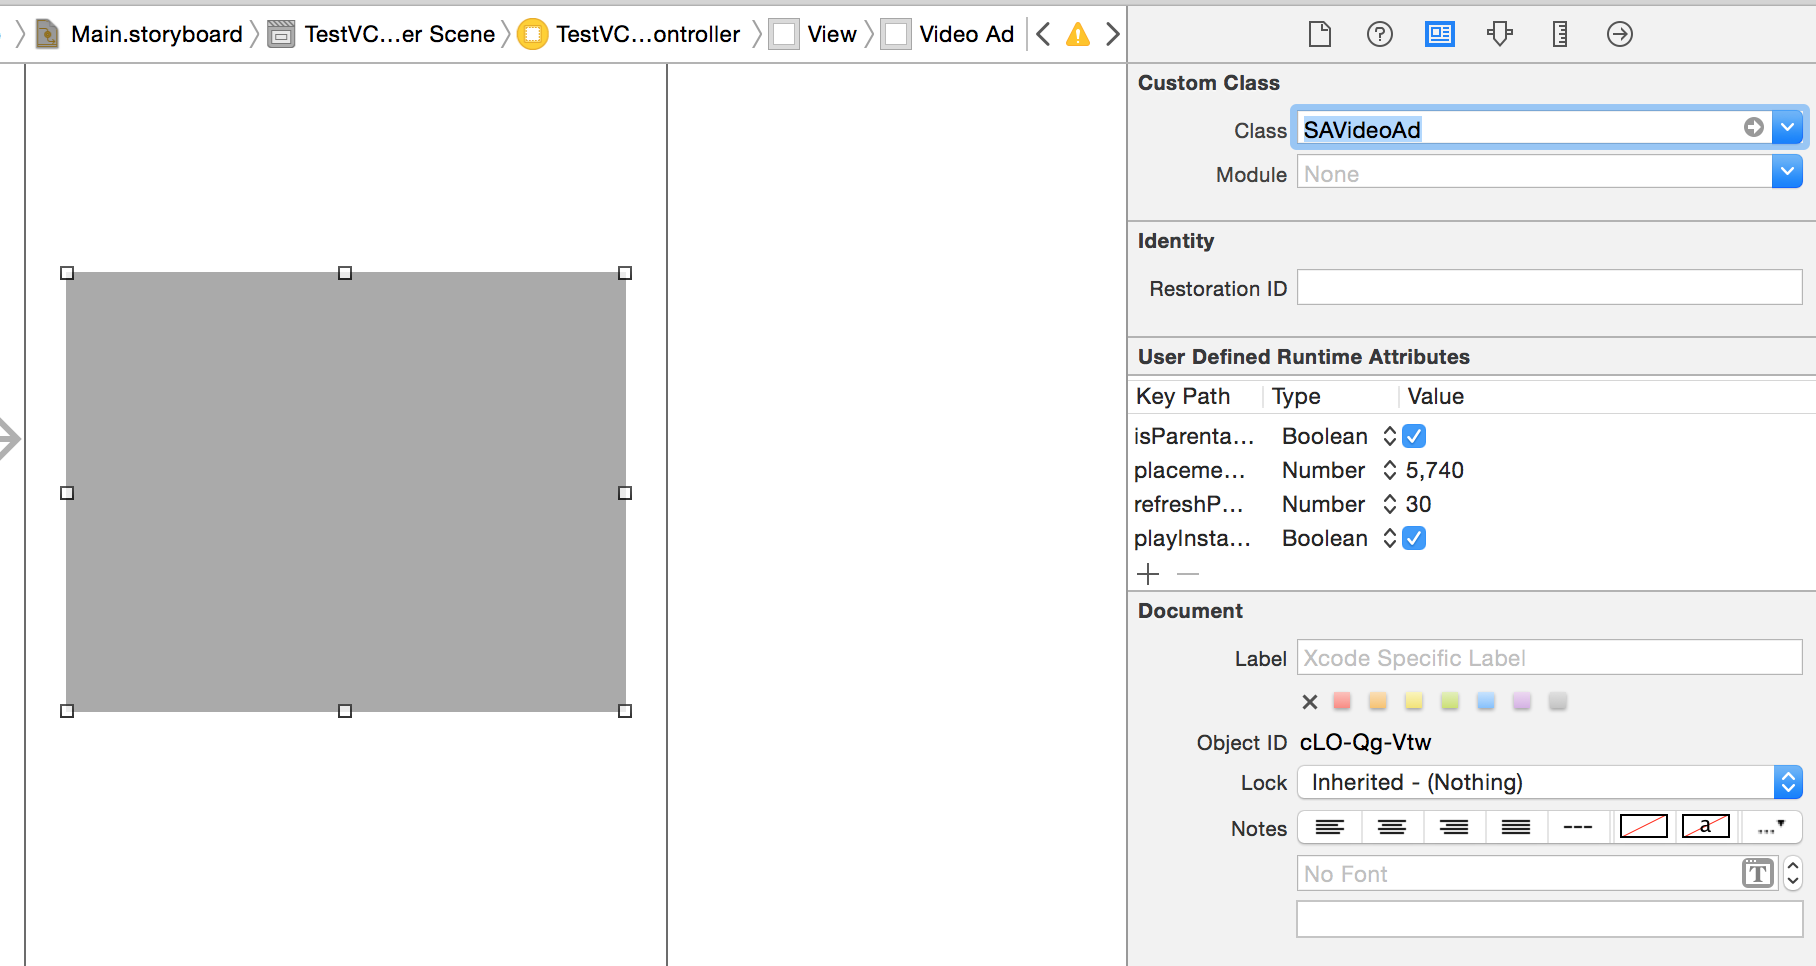 Main.storyboard TestVC...er Scene TestVC...ontroller View Video Ad
Custom Class
Class SAVideoAd
Module None
Identity
Restoration ID
User Defined Runtime Attributes
Key Path Type Value
isParenta... Boolean
placeme... Number 5,740
refreshP... Number 30
playInsta... Boolean
Document
Label Xcode Specific Label
Object ID cLO-Qg-Vtw
Lock Inherited - (Nothing)
Notes --- a ...
No Font T